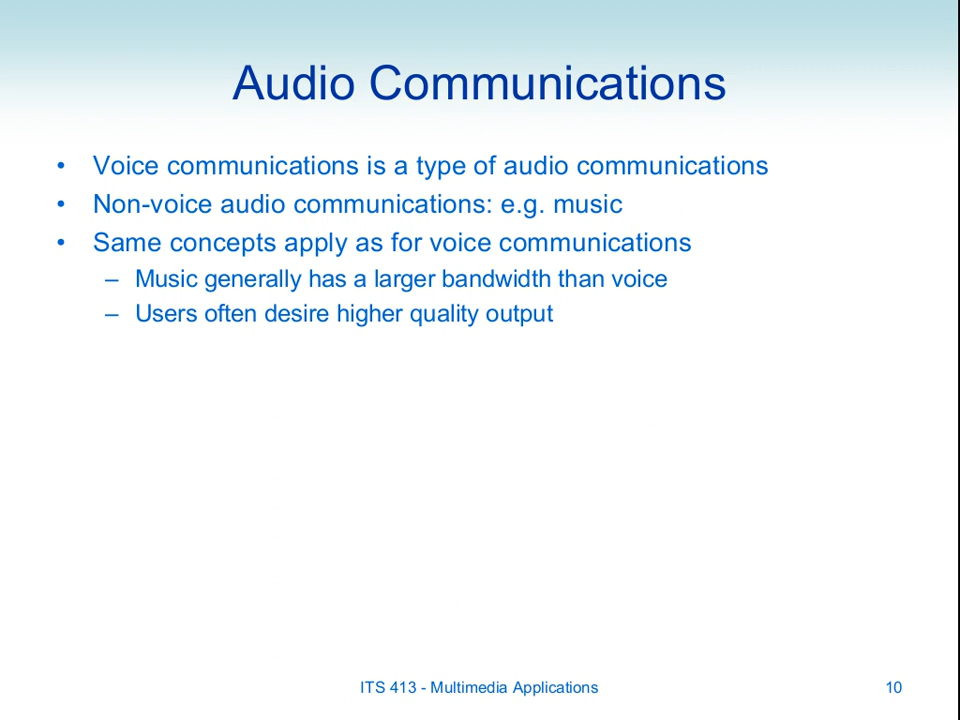 Audio Communications
• Voice communications is a type of audio communications
• Non-voice audio communications: e.g. music
• Same concepts apply as for voice communications
– Music generally has a larger bandwidth than voice
– Users often desire higher quality output
ITS 413 - Multimedia Applications
10